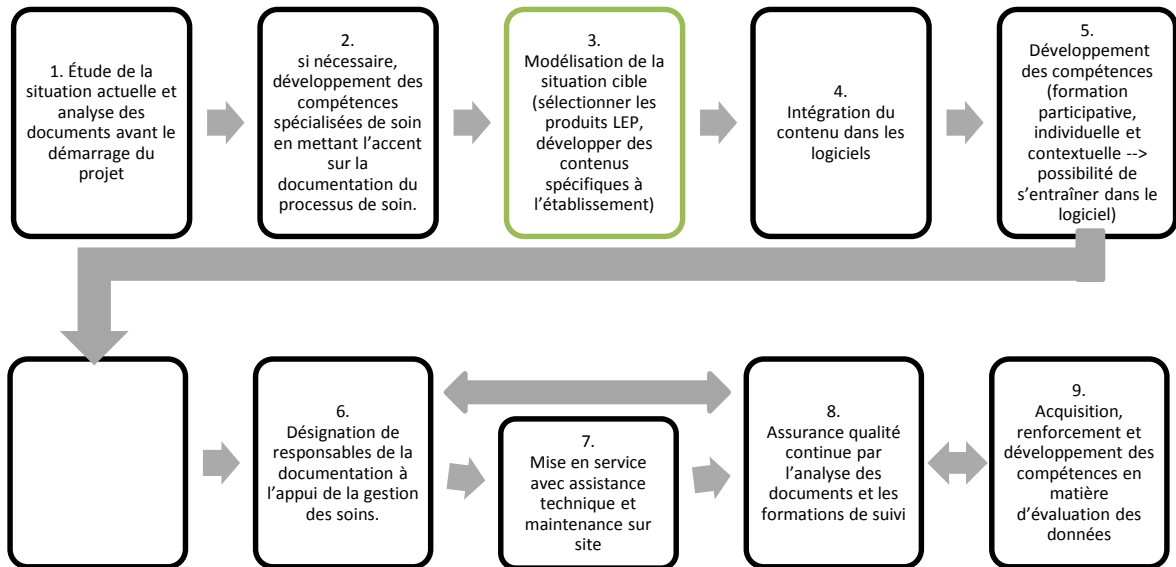 1. Étude de la
situation actuelle et
analyse des
documents avant le
démarrage du
projet
2.
si nécessaire,
développement des
compétences
spécialisées de soin
en mettant l’accent
sur la
documentation du
processus de soin.
3.
Modélisation de la
situation cible
(sélectionner les
produits LEP,
développer des
contenus
spécifiques à
l’établissement)
4.
Intégration du
contenu dans les
logiciels
5.
Développement
des compétences
(formation
participative,
individuelle et
contextuelle -->
possibilité de
s’entraîner dans le
logiciel)
6.
Désignation de
responsables de la
documentation à
l’appui de la gestion
des soins.
7.
Mise en service
avec assistance
technique et
maintenance sur
site
8.
Assurance qualité
continue par
l’analyse des
documents et les
formations de suivi
9.
Acquisition,
renforcement et
développement des
compétences en
matière
d’évaluation des
données